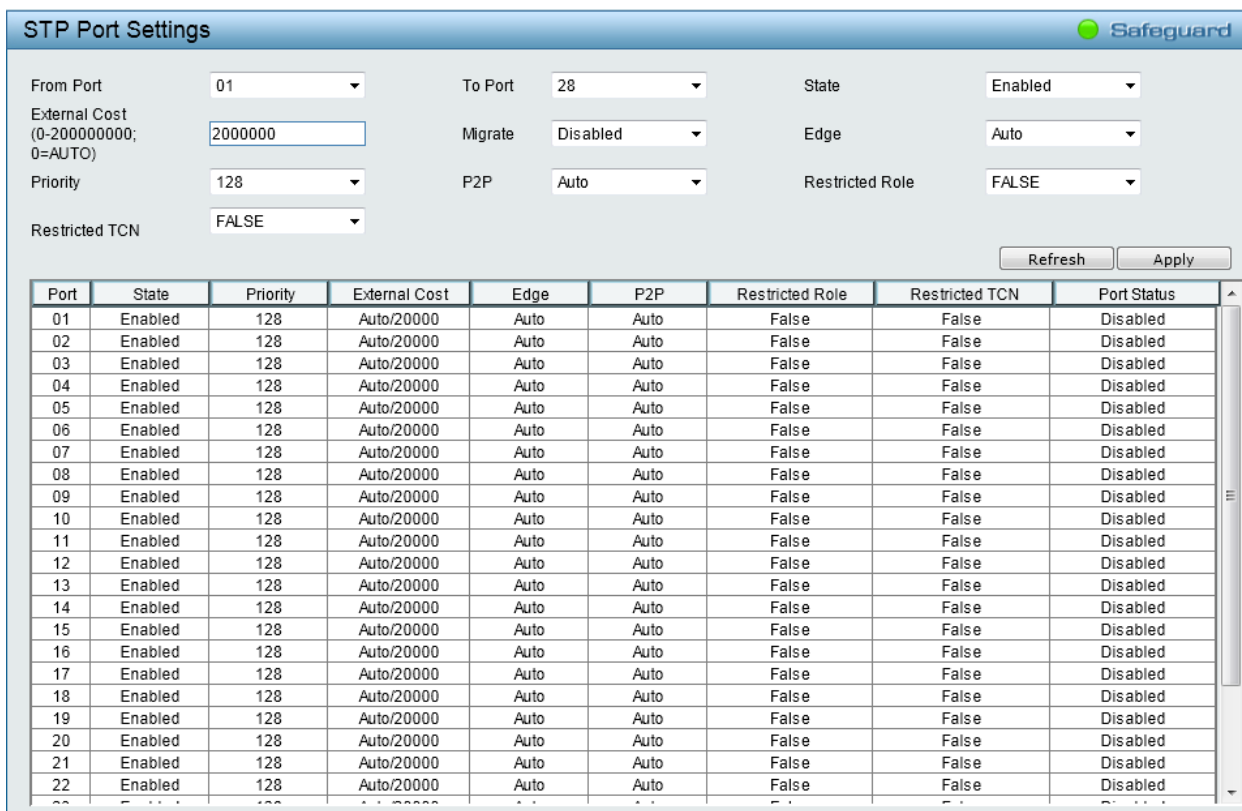 STP Port Settings Safeguard
From Port 01 To Port 28 State Enabled
External Cost
(0-200000000;
0=AUTO) 2000000 Migrate Disabled Edge Auto
Priority 128 P2P Auto Restricted Role FALSE
Restricted TCN FALSE
Refresh Apply
Port State Priority External Cost Edge P2P Restricted Role Restricted TCN Port Status
01 Enabled 128 Auto/20000 Auto Auto False False Disabled
02 Enabled 128 Auto/20000 Auto Auto False False Disabled
03 Enabled 128 Auto/20000 Auto Auto False False Disabled
04 Enabled 128 Auto/20000 Auto Auto False False Disabled
05 Enabled 128 Auto/20000 Auto Auto False False Disabled
06 Enabled 128 Auto/20000 Auto Auto False False Disabled
07 Enabled 128 Auto/20000 Auto Auto False False Disabled
08 Enabled 128 Auto/20000 Auto Auto False False Disabled
09 Enabled 128 Auto/20000 Auto Auto False False Disabled
10 Enabled 128 Auto/20000 Auto Auto False False Disabled
11 Enabled 128 Auto/20000 Auto Auto False False Disabled
12 Enabled 128 Auto/20000 Auto Auto False False Disabled
13 Enabled 128 Auto/20000 Auto Auto False False Disabled
14 Enabled 128 Auto/20000 Auto Auto False False Disabled
15 Enabled 128 Auto/20000 Auto Auto False False Disabled
16 Enabled 128 Auto/20000 Auto Auto False False Disabled
17 Enabled 128 Auto/20000 Auto Auto False False Disabled
18 Enabled 128 Auto/20000 Auto Auto False False Disabled
19 Enabled 128 Auto/20000 Auto Auto False False Disabled
20 Enabled 128 Auto/20000 Auto Auto False False Disabled
21 Enabled 128 Auto/20000 Auto Auto False False Disabled
22 Enabled 128 Auto/20000 Auto Auto False False Disabled